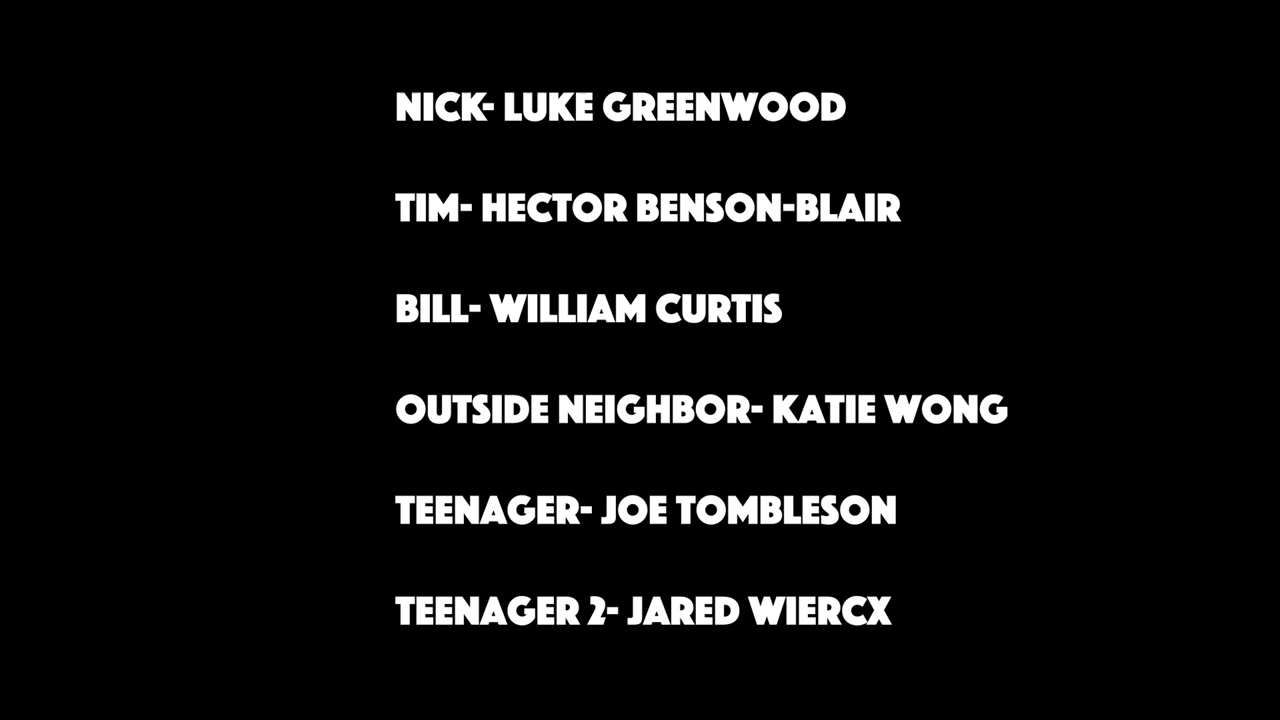 NICK- LUKE GREENWOOD
TIM- HECTOR BENSON-BLAIR
BILL- WILLIAM CURTIS
OUTSIDE NEIGHBOR- KATIE WONG
TEENAGER- JOE TOMBLESON
TEENAGER 2- JARED WIERCX